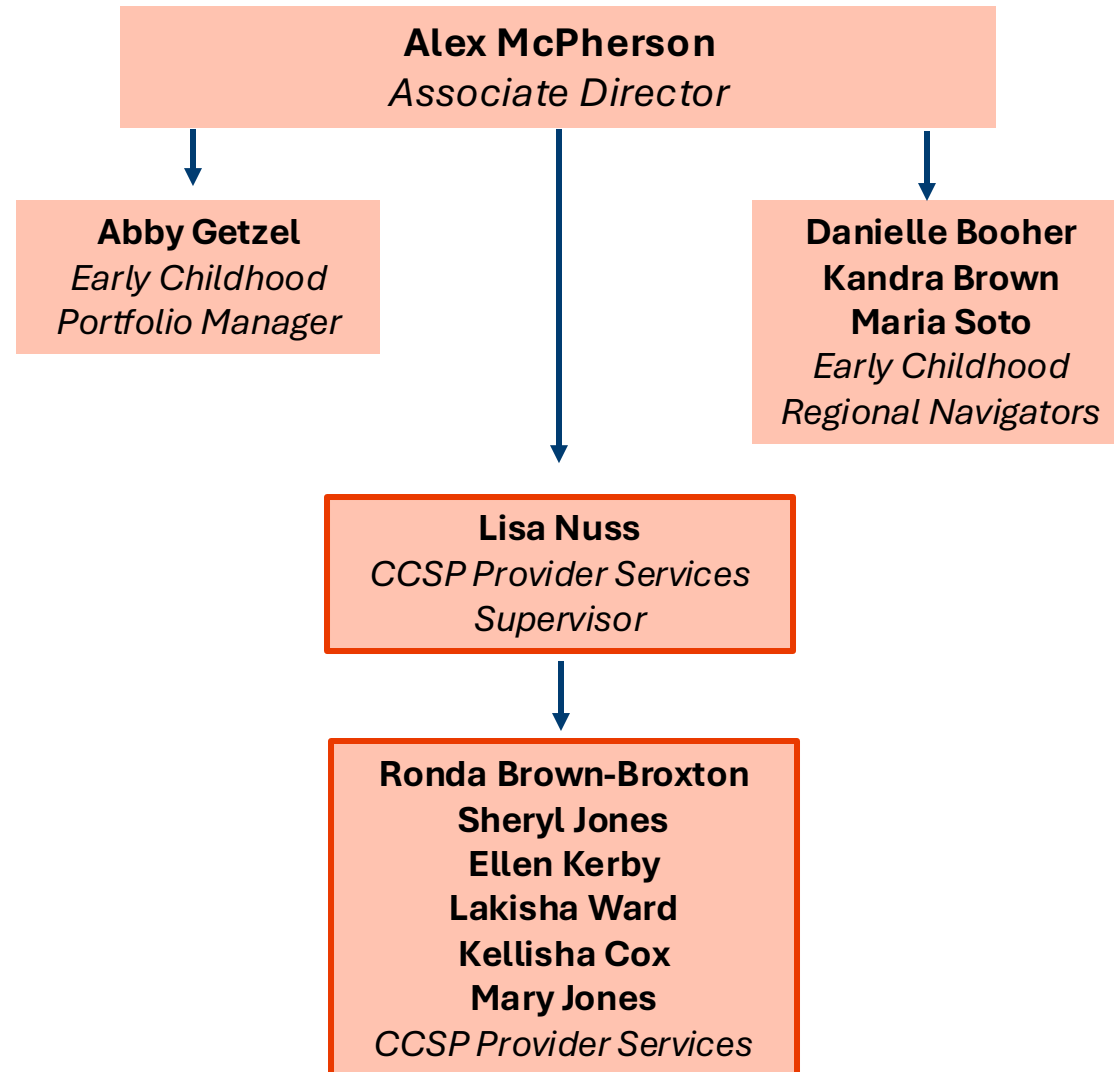 Alex McPherson
Associate Director
Abby Getzel
Early Childhood
Portfolio Manager
Danielle Booher
Kandra Brown
Maria Soto
Early Childhood
Regional Navigators
Lisa Nuss
CCSP Provider Services
Supervisor
Ronda Brown-Broxton
Sheryl Jones
Ellen Kerby
Lakisha Ward
Kellisha Cox
Mary Jones
CCSP Provider Services